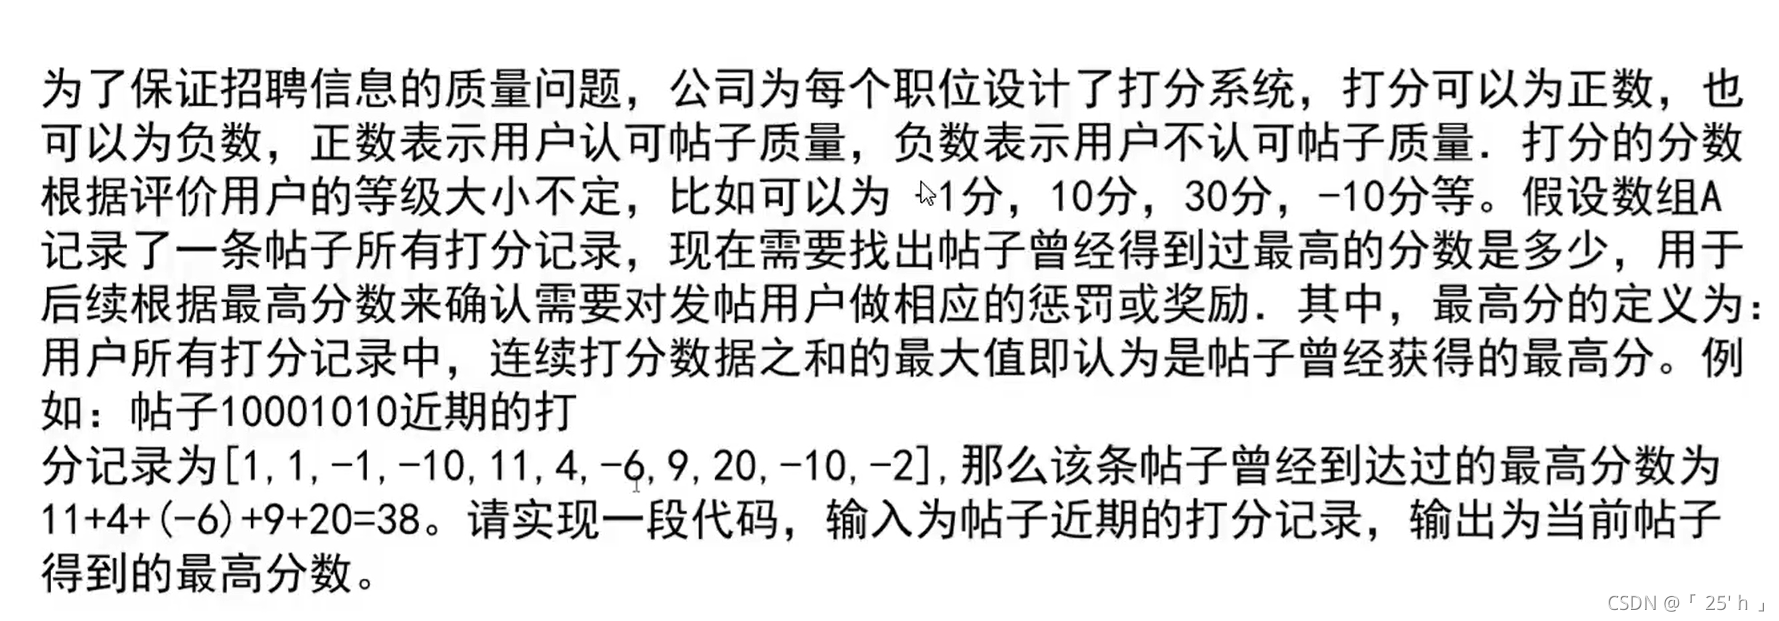 为了保证招聘信息的质量问题，公司为每个职位设计了打分系统，打分可以为正数，也
可以为负数，正数表示用户认可帖子质量，负数表示用户不认可帖子质量．打分的分数
根据评价用户的等级大小不定，比如可以为 -1分，10分，30分，-10分等。假设数组A
记录了一条帖子所有打分记录，现在需要找出帖子曾经得到过最高的分数是多少，用于
后续根据最高分数来确认需要对发帖用户做相应的惩罚或奖励．其中，最高分的定义为：
用户所有打分记录中，连续打分数据之和的最大值即认为是帖子曾经获得的最高分。例
如：帖子10001010近期的打
分记录为[1,1,-1,-10,11,4,-6,9,20,-10,-2],那么该条帖子曾经到达过的最高分数为
11+4+(-6)+9+20=38。请实现一段代码，输入为帖子近期的打分记录，输出为当前帖子
得到的最高分数。
CSDN @「 25' h 」